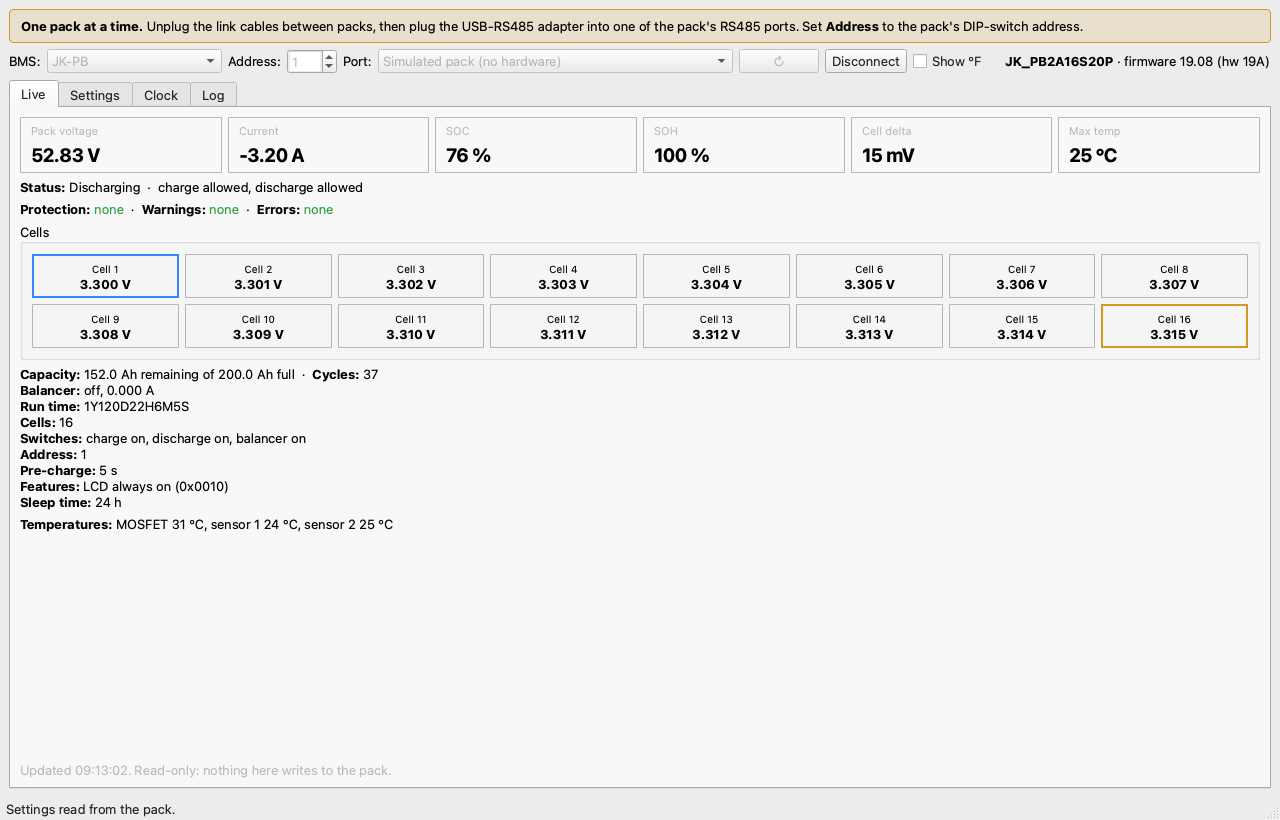 One pack at a time. Unplug the link cables between packs, then plug the USB-RS485 adapter into one of the pack's RS485 ports. Set Address to the pack's DIP-switch address.
BMS: JK-PB Address: 1 Port: Simulated pack (no hardware) ↻ Disconnect Show °F JK_PB2A16S20P · firmware 19.08 (hw 19A)
Live Settings Clock Log
Pack voltage Current SOC SOH Cell delta Max temp
52.83 V -3.20 A 76 % 100 % 15 mV 25 °C
Status: Discharging · charge allowed, discharge allowed
Protection: none · Warnings: none · Errors: none
Cells
Cell 1 Cell 2 Cell 3 Cell 4 Cell 5 Cell 6 Cell 7 Cell 8
3.300 V 3.301 V 3.302 V 3.303 V 3.304 V 3.305 V 3.306 V 3.307 V
Cell 9 Cell 10 Cell 11 Cell 12 Cell 13 Cell 14 Cell 15 Cell 16
3.308 V 3.309 V 3.310 V 3.311 V 3.312 V 3.313 V 3.314 V 3.315 V
Capacity: 152.0 Ah remaining of 200.0 Ah full · Cycles: 37
Balancer: off, 0.000 A
Run time: 1Y120D22H6M5S
Cells: 16
Switches: charge on, discharge on, balancer on
Address: 1
Pre-charge: 5 s
Features: LCD always on (0x0010)
Sleep time: 24 h
Temperatures: MOSFET 31 °C, sensor 1 24 °C, sensor 2 25 °C
Updated 09:13:02. Read-only: nothing here writes to the pack.
Settings read from the pack.